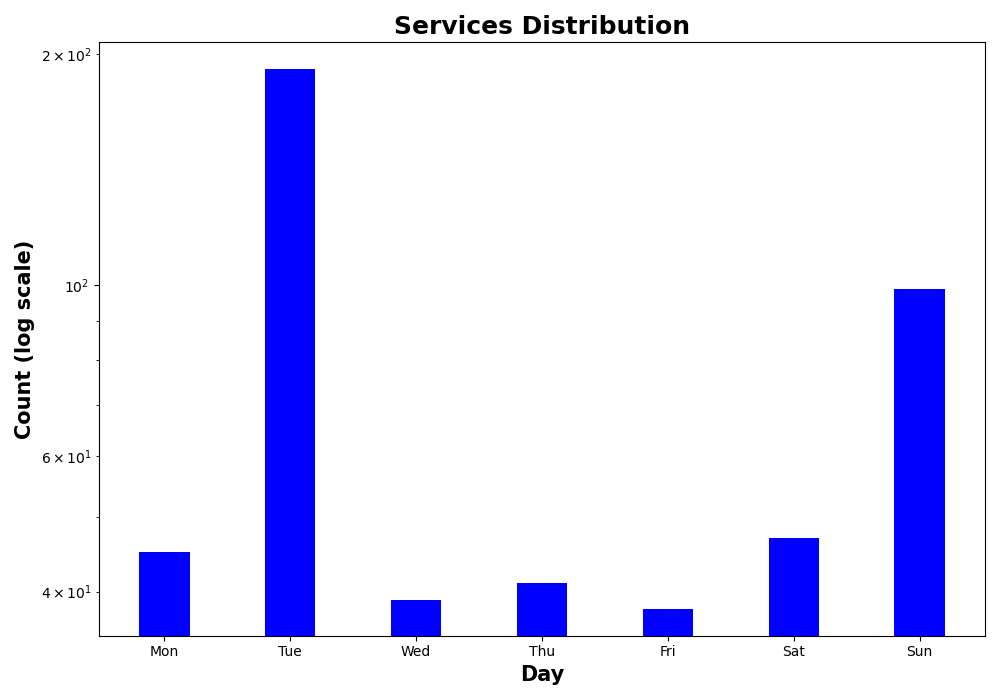 Services Distribution
Count (log scale)
2 × 10²
10²
6 × 10¹
4 × 10¹
Mon Tue Wed Thu Fri Sat Sun
Day